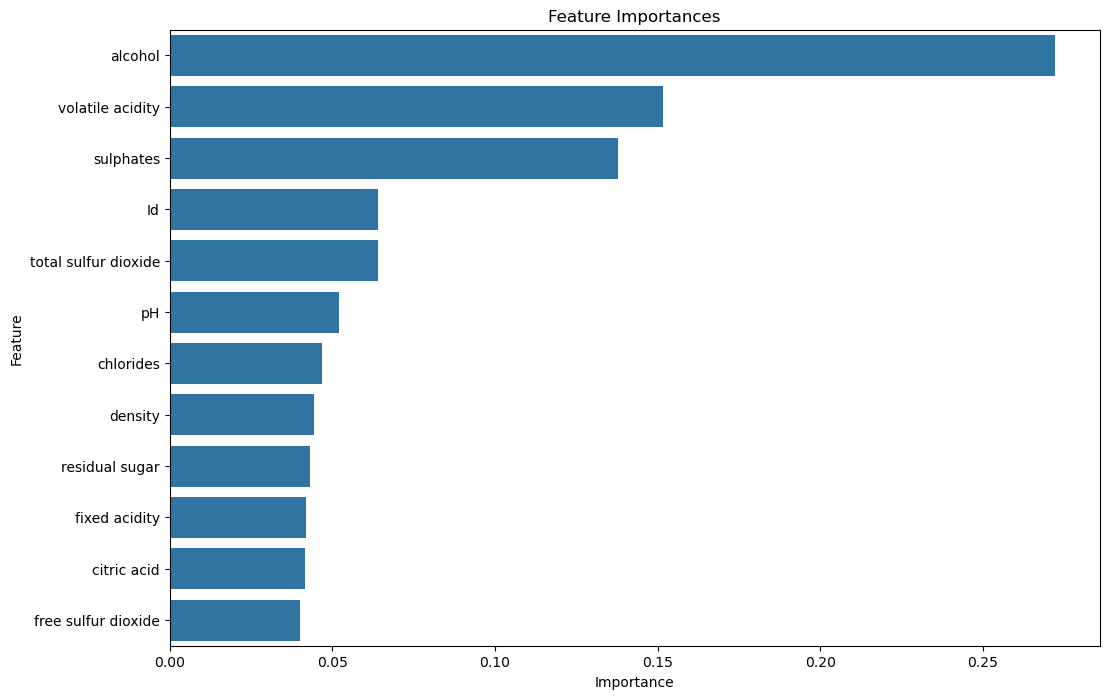 Feature Importances
Feature
alcohol
volatile acidity
sulphates
Id
total sulfur dioxide
pH
chlorides
density
residual sugar
fixed acidity
citric acid
free sulfur dioxide
0.00 0.05 0.10 0.15 0.20 0.25
Importance